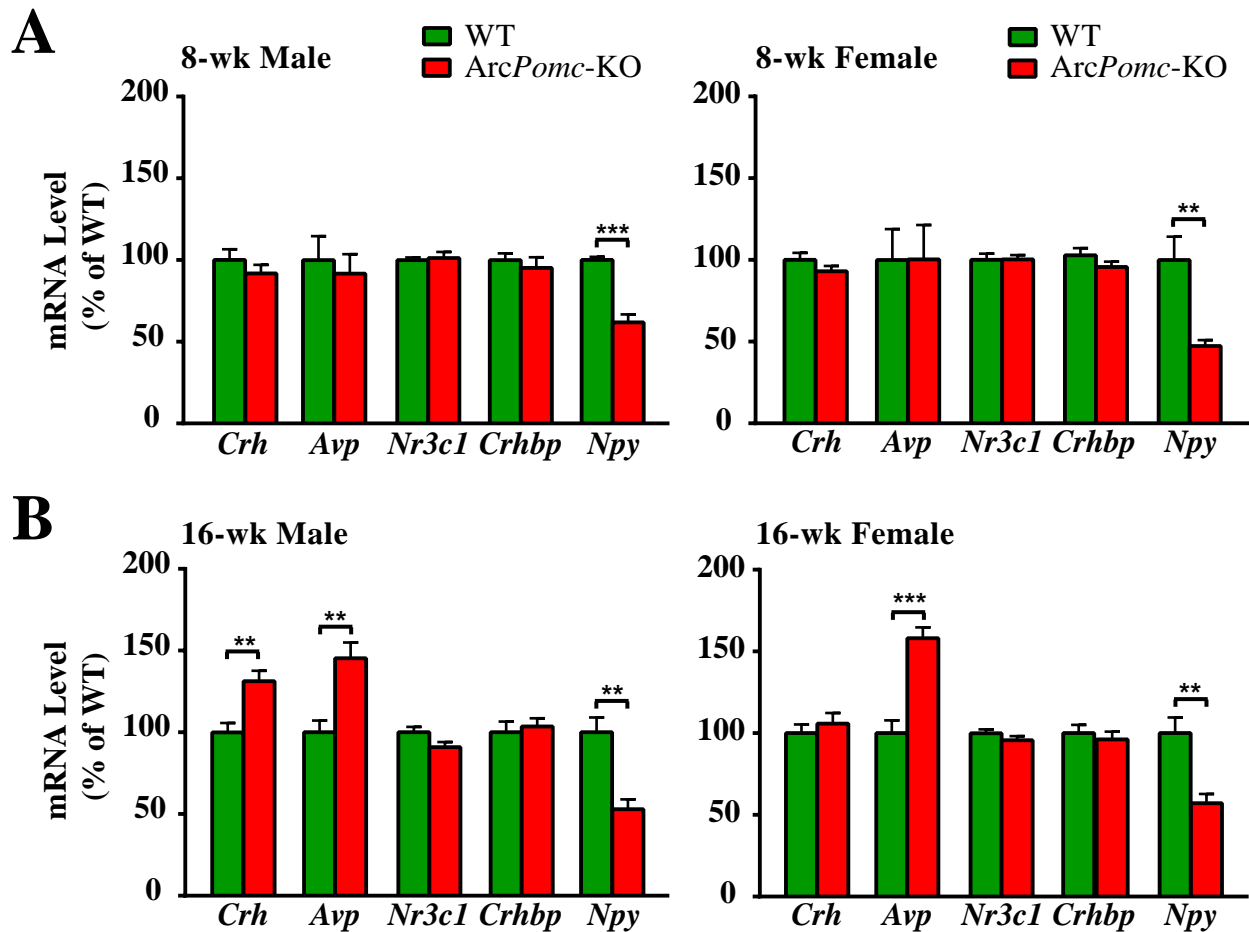 A
8-wk Male
WT
ArcPomc-KO
mRNA Level
(% of WT)
200
150
100
50
0
***
Crh Avp Nr3c1 Crhbp Npy
8-wk Female
WT
ArcPomc-KO
200
150
100
50
0
**
Crh Avp Nr3c1 Crhbp Npy
B
16-wk Male
mRNA Level
(% of WT)
200
150
100
50
0
** ** **
Crh Avp Nr3c1 Crhbp Npy
16-wk Female
200
150
100
50
0
*** **
Crh Avp Nr3c1 Crhbp Npy